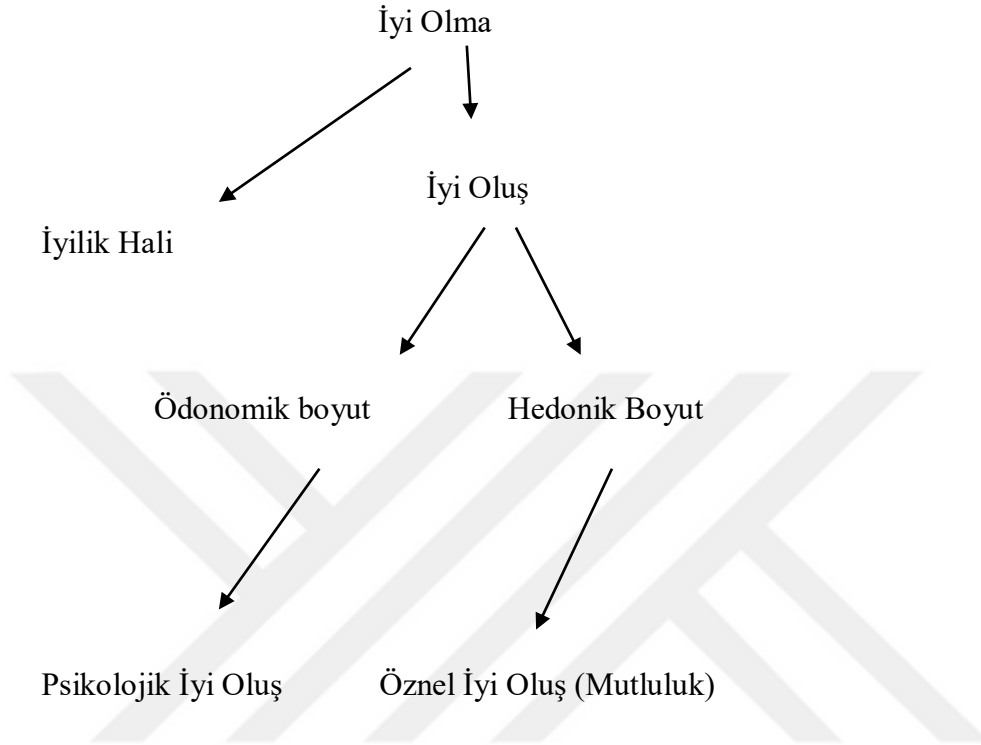 İyi Olma
İyi Oluş
İyilik Hali
Ödonomik boyut
Hedonik Boyut
Psikolojik İyi Oluş
Öznel İyi Oluş (Mutluluk)